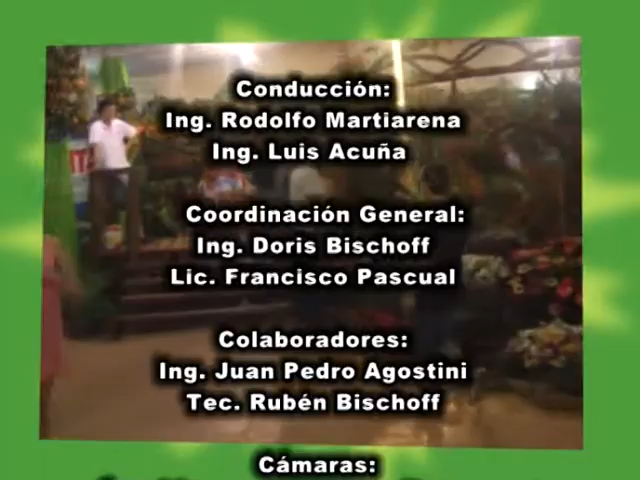 Conducción:
Ing. Rodolfo Martiarena
Ing. Luis Acuña
Coordinación General:
Ing. Doris Bischoff
Lic. Francisco Pascual
Colaboradores:
Ing. Juan Pedro Agostini
Tec. Rubén Bischoff
Cámaras: